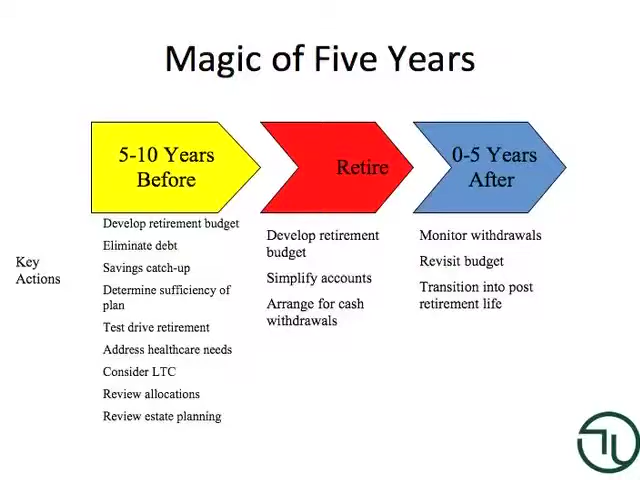 Magic of Five Years
5-10 Years
Before
Retire
0-5 Years
After
Key
Actions
Develop retirement budget
Eliminate debt
Savings catch-up
Determine sufficiency of
plan
Test drive retirement
Address healthcare needs
Consider LTC
Review allocations
Review estate planning
Develop retirement
budget
Simplify accounts
Arrange for cash
withdrawals
Monitor withdrawals
Revisit budget
Transition into post
retirement life